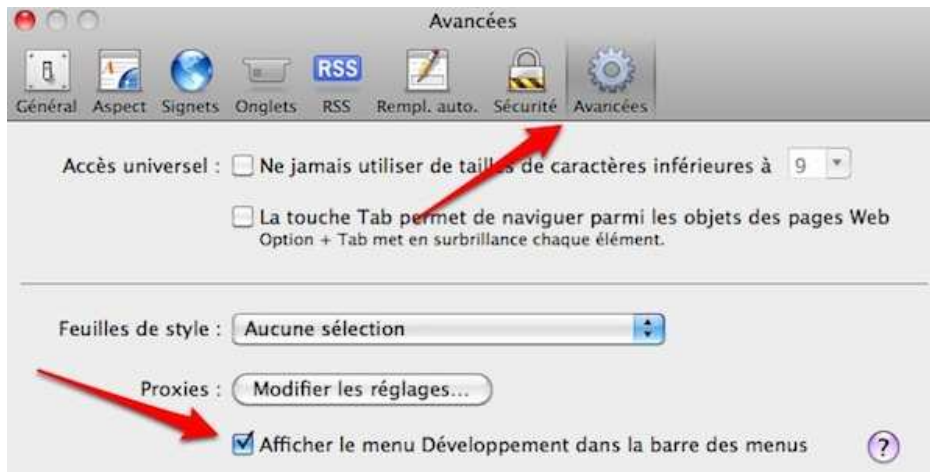 Avancées
RSS
Général Aspect Signets Onglets RSS Rempl. auto. Sécurité Avancées
Accès universel : Ne jamais utiliser de tailles de caractères inférieures à 9
La touche Tab permet de naviguer parmi les objets des pages Web
Option + Tab met en surbrillance chaque élément.
Feuilles de style : Aucune sélection
Proxies : Modifier les réglages...
Afficher le menu Développement dans la barre des menus ?